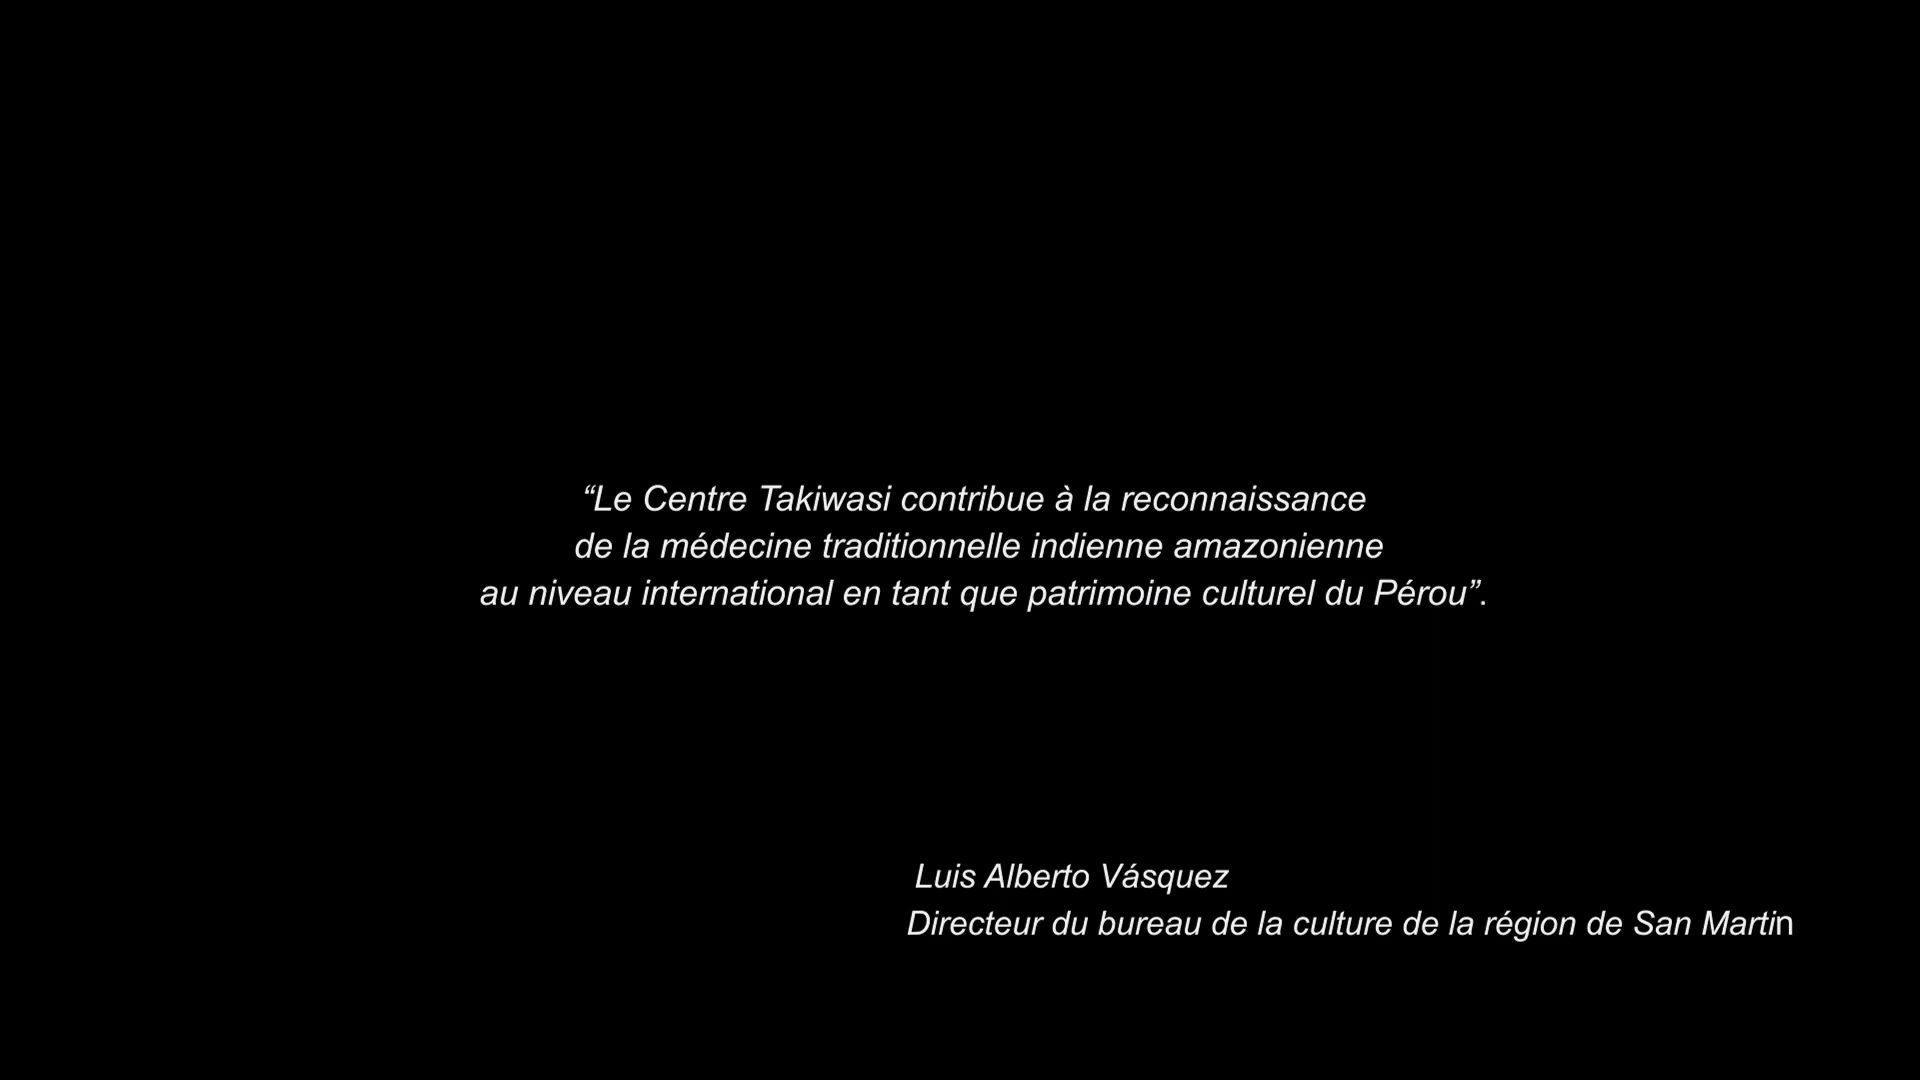 “Le Centre Takiwasi contribue à la reconnaissance
de la médecine traditionnelle indienne amazonienne
au niveau international en tant que patrimoine culturel du Pérou”.
Luis Alberto Vásquez
Directeur du bureau de la culture de la région de San Martin